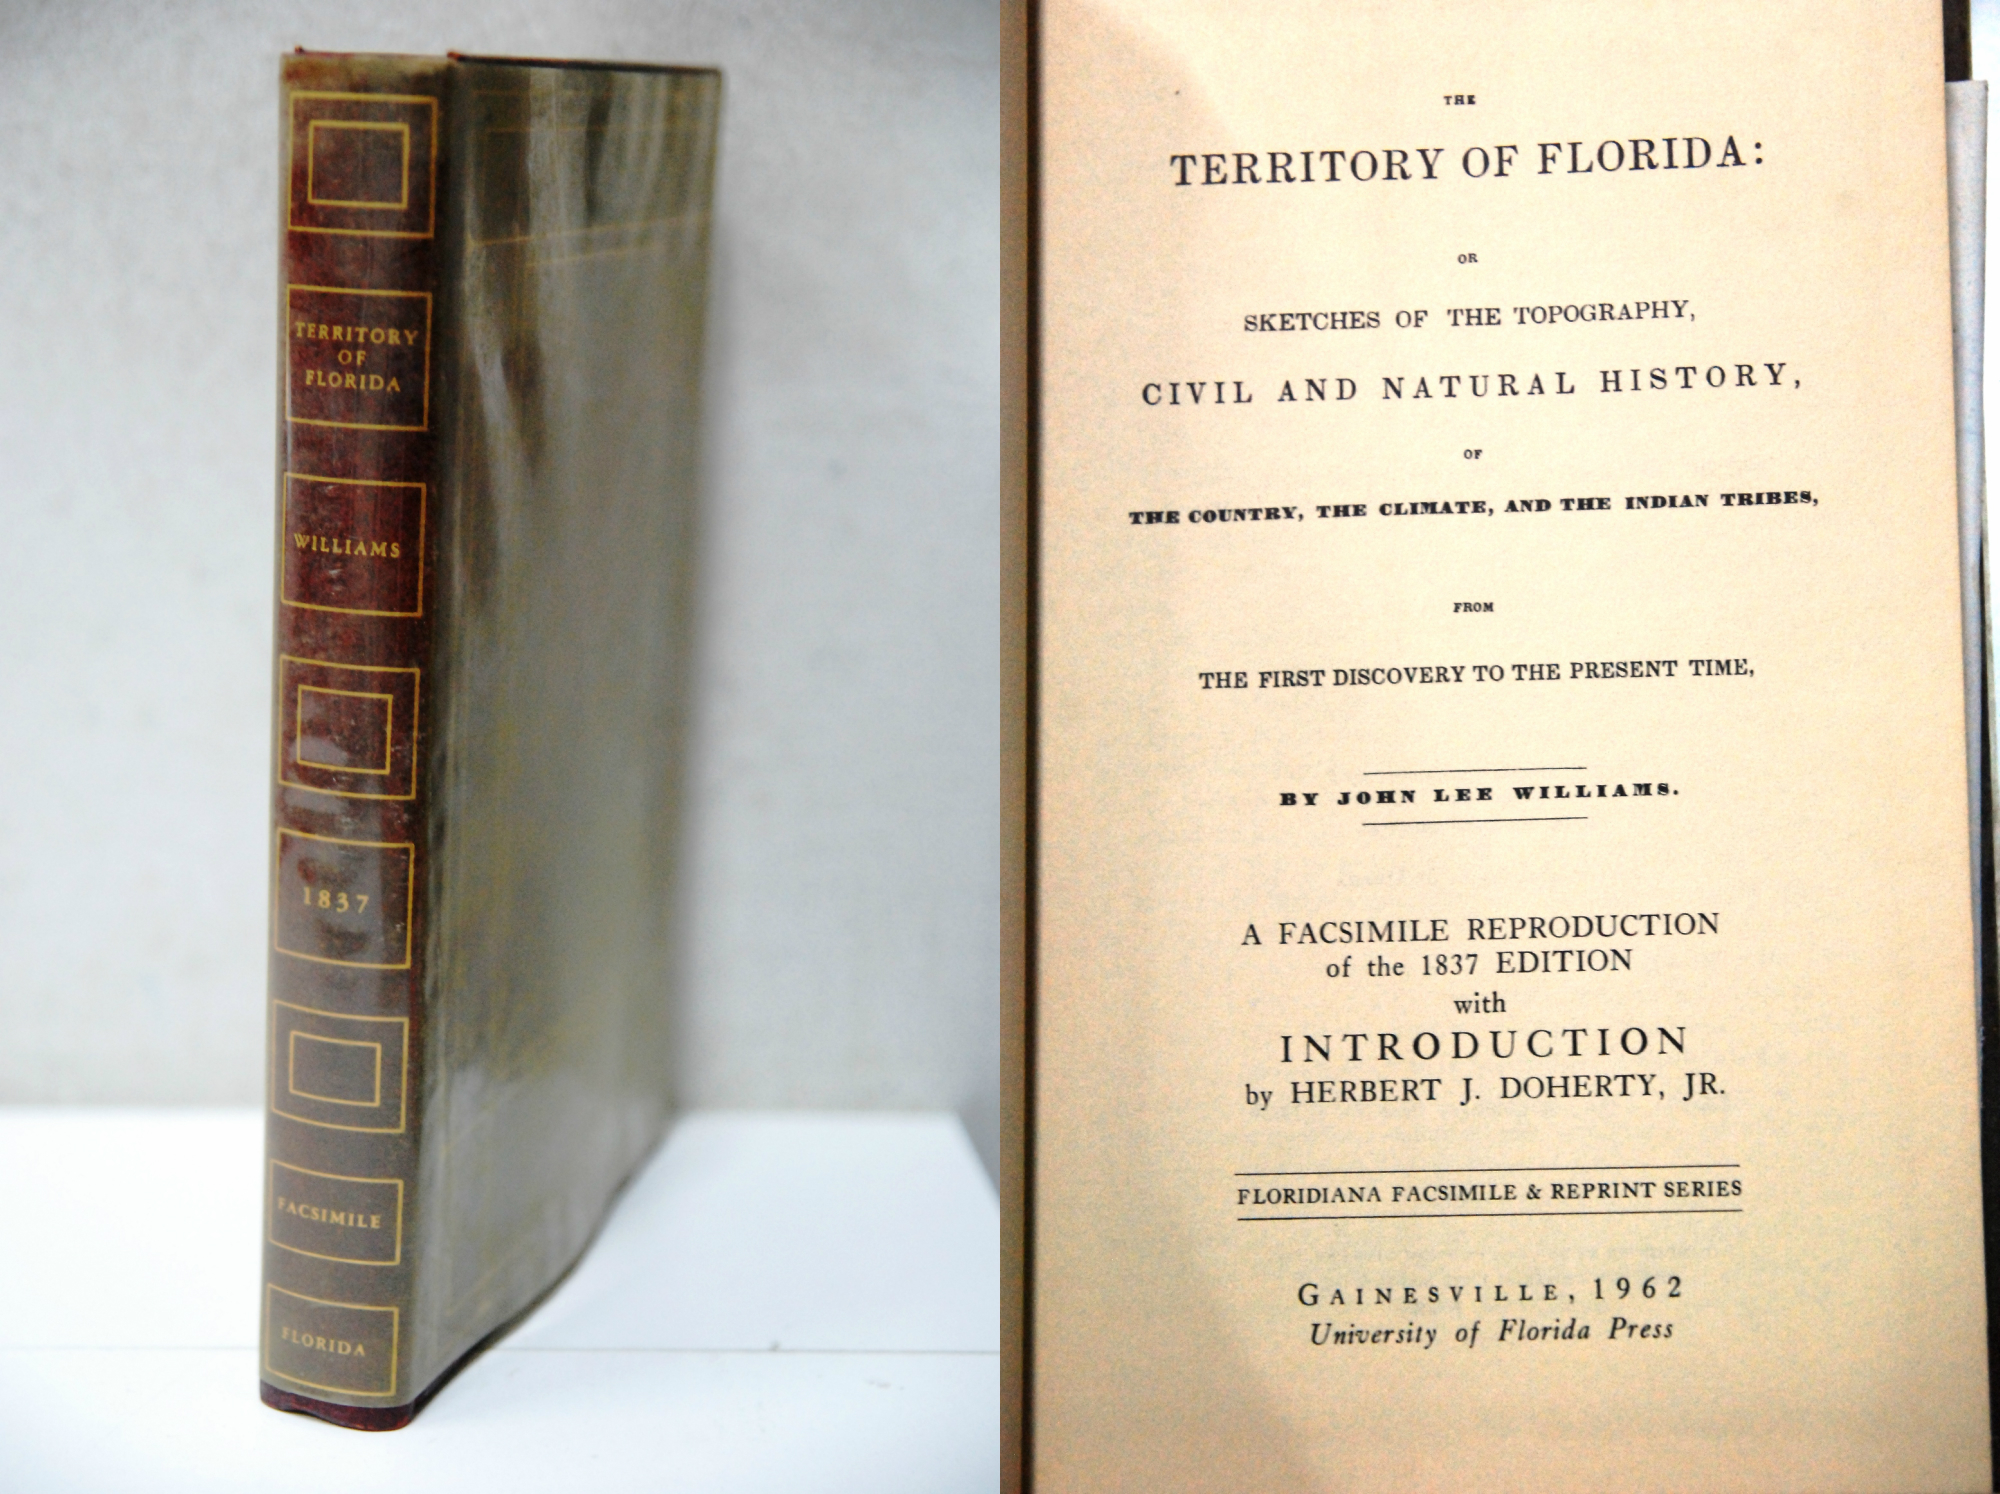 TERRITORY
OF
FLORIDA
WILLIAMS
1837
FACSIMILE
FLORIDA
THE
TERRITORY OF FLORIDA:
OR
SKETCHES OF THE TOPOGRAPHY,
CIVIL AND NATURAL HISTORY,
OF
THE COUNTRY, THE CLIMATE, AND THE INDIAN TRIBES,
FROM
THE FIRST DISCOVERY TO THE PRESENT TIME,
BY JOHN LEE WILLIAMS.
A FACSIMILE REPRODUCTION
of the 1837 EDITION
with
INTRODUCTION
by HERBERT J. DOHERTY, JR.
FLORIDIANA FACSIMILE & REPRINT SERIES
GAINESVILLE, 1962
University of Florida Press